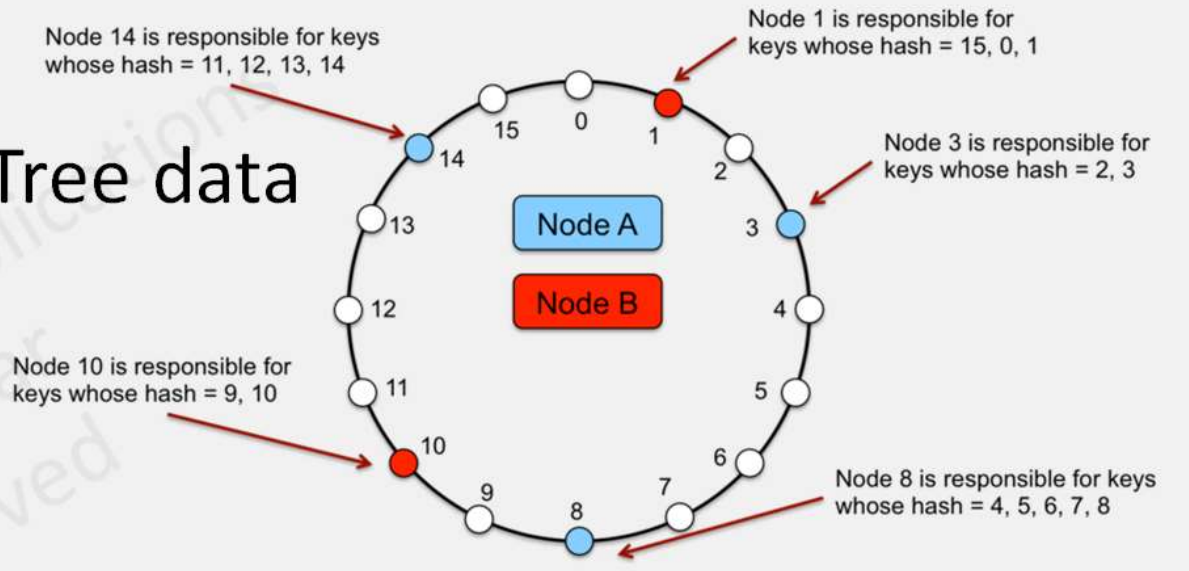 Node 14 is responsible for keys
whose hash = 11, 12, 13, 14
Node 1 is responsible for
keys whose hash = 15, 0, 1
Tree data
Node 3 is responsible for
keys whose hash = 2, 3
0
1
2
3
4
5
6
7
8
9
10
11
12
13
14
15
Node A
Node B
Node 10 is responsible for
keys whose hash = 9, 10
Node 8 is responsible for keys
whose hash = 4, 5, 6, 7, 8